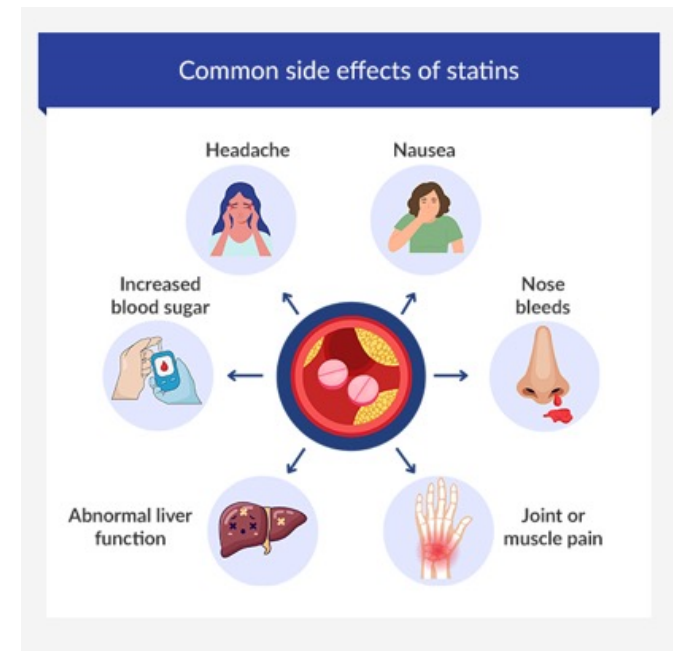 Common side effects of statins
Headache
Nausea
Increased
blood sugar
Nose
bleeds
Abnormal liver
function
Joint or
muscle pain